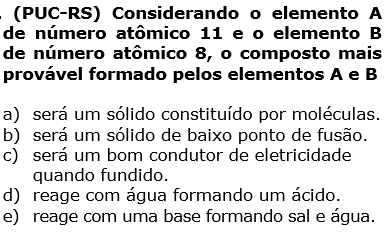 . (PUC-RS) Considerando o elemento A
de número atômico 11 e o elemento B
de número atômico 8, o composto mais
provável formado pelos elementos A e B
a) será um sólido constituído por moléculas.
b) será um sólido de baixo ponto de fusão.
c) será um bom condutor de eletricidade
quando fundido.
d) reage com água formando um ácido.
e) reage com uma base formando sal e água.